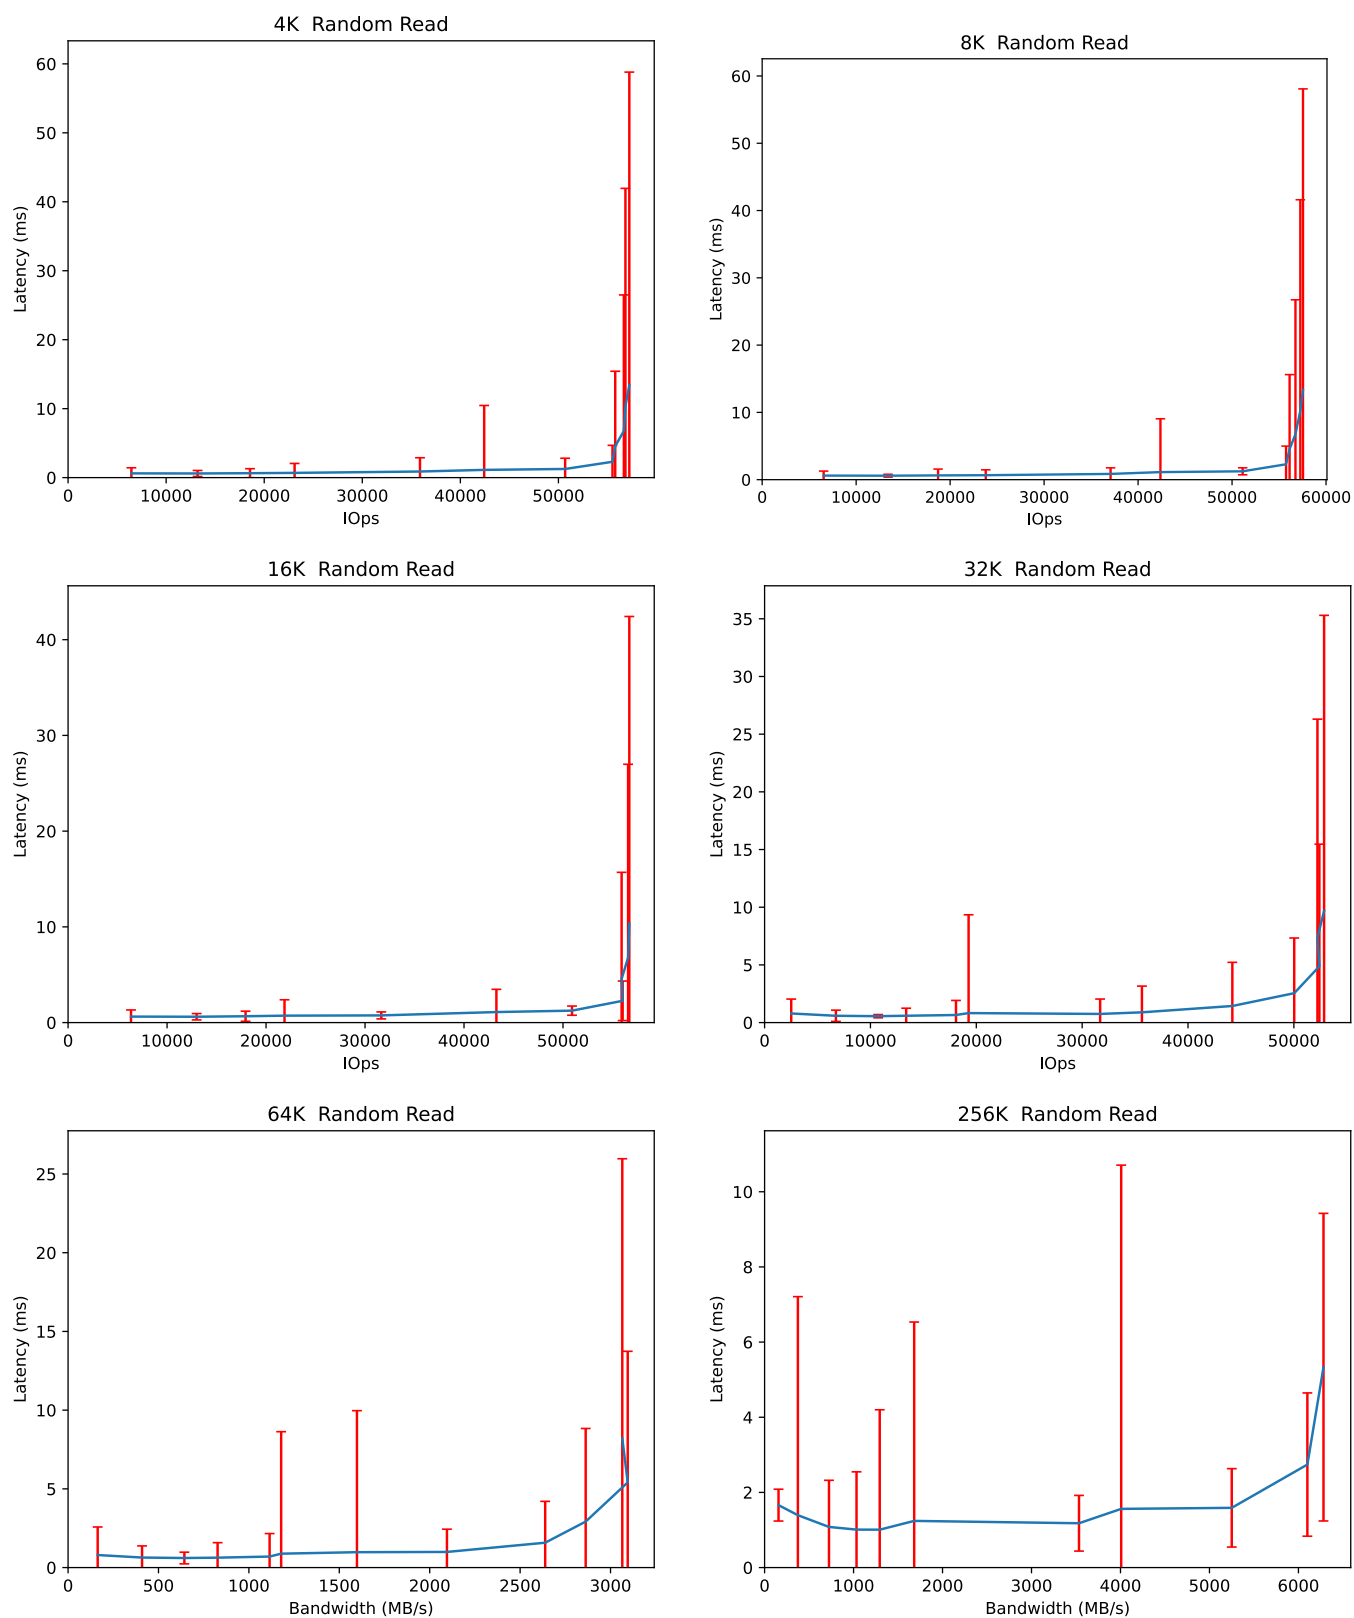 4K  Random Read
60
50
40
30
20
10
0
Latency (ms)
0 10000 20000 30000 40000 50000
IOps
8K  Random Read
60
50
40
30
20
10
0
Latency (ms)
0 10000 20000 30000 40000 50000 60000
IOps
16K  Random Read
40
30
20
10
0
Latency (ms)
0 10000 20000 30000 40000 50000
IOps
32K  Random Read
35
30
25
20
15
10
5
0
Latency (ms)
0 10000 20000 30000 40000 50000
IOps
64K  Random Read
25
20
15
10
5
0
Latency (ms)
0 500 1000 1500 2000 2500 3000
Bandwidth (MB/s)
256K  Random Read
10
8
6
4
2
0
Latency (ms)
0 1000 2000 3000 4000 5000 6000
Bandwidth (MB/s)